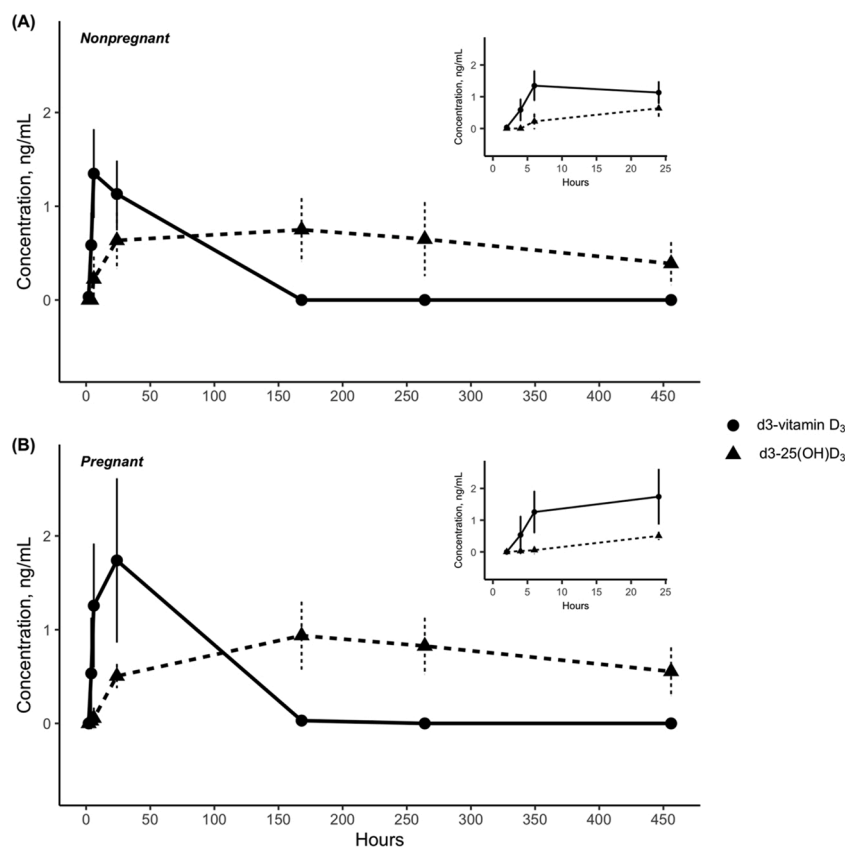 (A)
Nonpregnant
Concentration, ng/mL
2
1
0
0 50 100 150 200 250 300 350 400 450
Concentration, ng/mL
2
1
0
0 5 10 15 20 25
Hours
d3-vitamin D₃
d3-25(OH)D₃
(B)
Pregnant
Concentration, ng/mL
2
1
0
0 50 100 150 200 250 300 350 400 450
Hours
Concentration, ng/mL
2
1
0
0 5 10 15 20 25
Hours